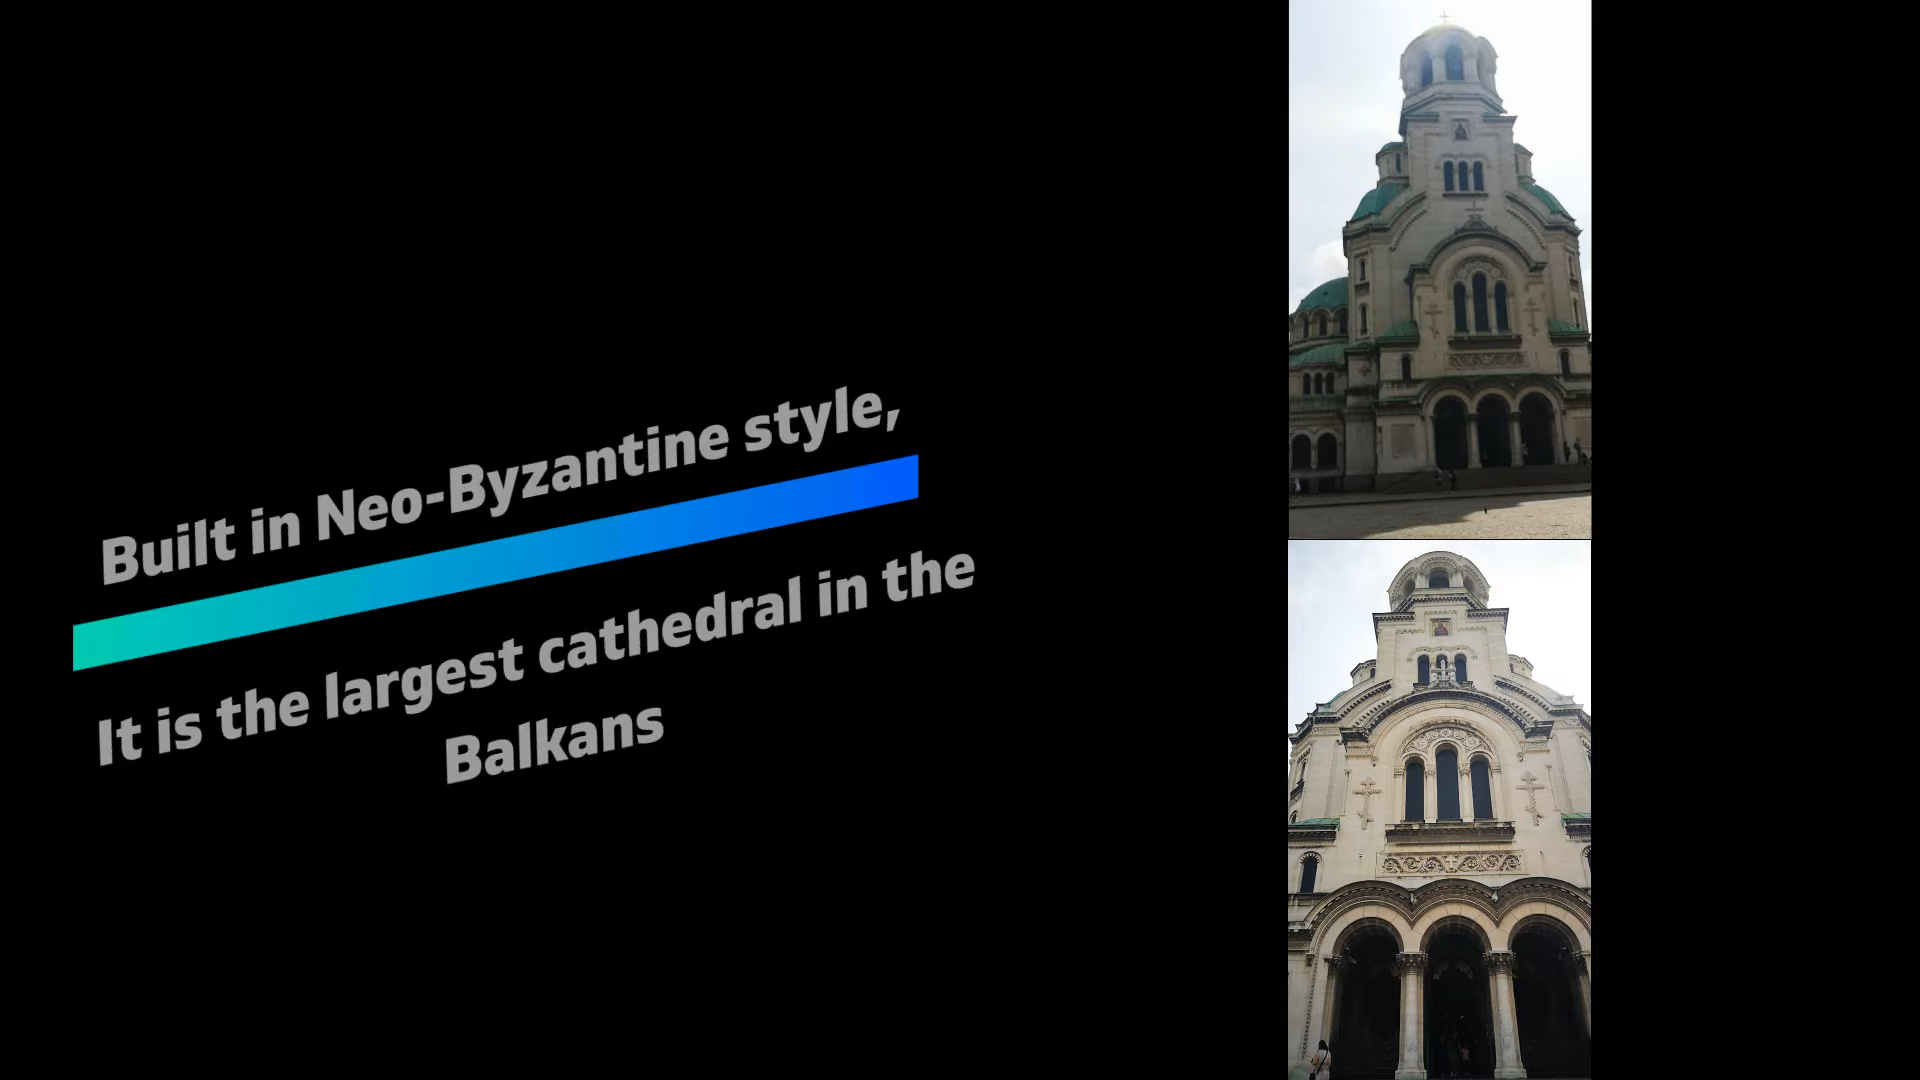 Built in Neo-Byzantine style,
It is the largest cathedral in the
Balkans